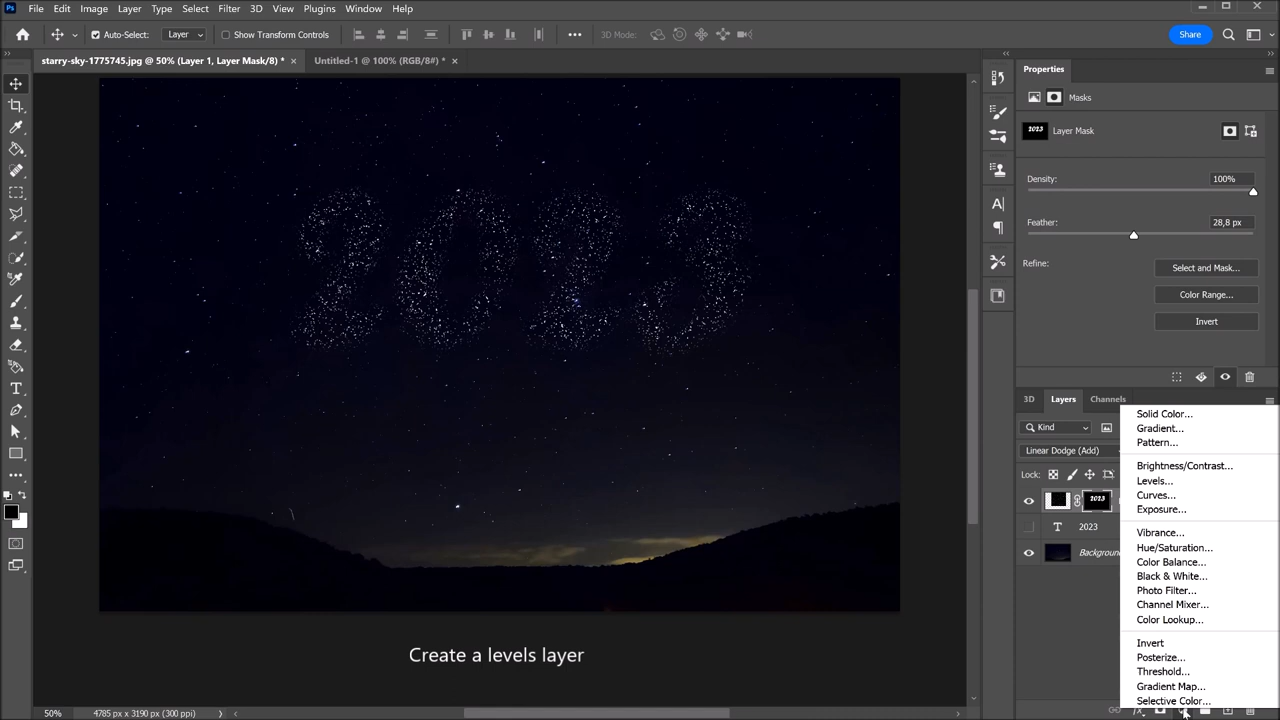 Ps File Edit Image Layer Type Select Filter 3D View Plugins Window Help
Auto-Select: Layer Show Transform Controls 3D Mode: Share
starry-sky-1775745.jpg @ 50% (Layer 1, Layer Mask/8) * × Untitled-1 @ 100% (RGB/8#) * ×
Properties
Masks
2023 Layer Mask
Density: 100%
Feather: 28,8 px
Refine: Select and Mask...
Color Range...
Invert
2023
3D Layers Channels
Kind
Linear Dodge (Add)
Lock:
2023
T 2023
Background
Solid Color...
Gradient...
Pattern...
Brightness/Contrast...
Levels...
Curves...
Exposure...
Vibrance...
Hue/Saturation...
Color Balance...
Black & White...
Photo Filter...
Channel Mixer...
Color Lookup...
Invert
Posterize...
Threshold...
Gradient Map...
Selective Color...
Create a levels layer
50% 4785 px x 3190 px (300 ppi)